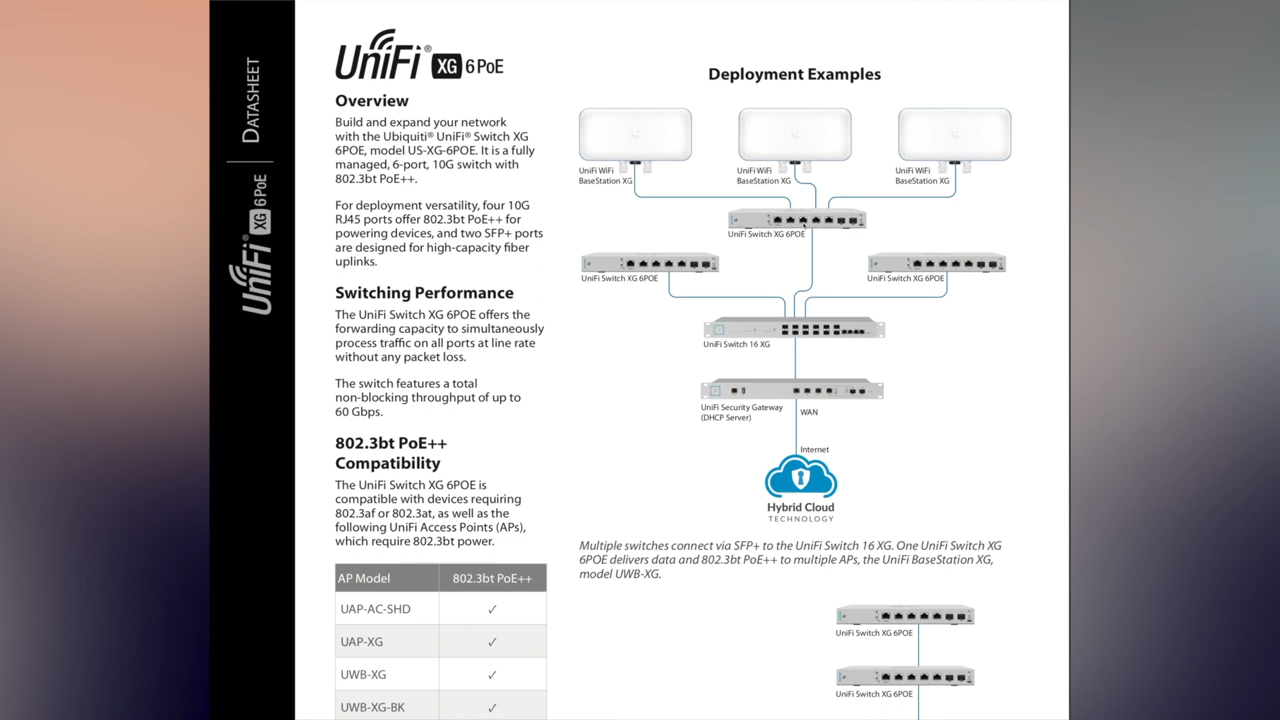 DATASHEET
UniFi® XG 6 POE
UniFi® XG 6 POE
Overview
Build and expand your network
with the Ubiquiti® UniFi® Switch XG
6POE, model US-XG-6POE. It is a fully
managed, 6-port, 10G switch with
802.3bt PoE++.
For deployment versatility, four 10G
RJ45 ports offer 802.3bt PoE++ for
powering devices, and two SFP+ ports
are designed for high-capacity fiber
uplinks.
Switching Performance
The UniFi Switch XG 6POE offers the
forwarding capacity to simultaneously
process traffic on all ports at line rate
without any packet loss.
The switch features a total
non-blocking throughput of up to
60 Gbps.
802.3bt PoE++
Compatibility
The UniFi Switch XG 6POE is
compatible with devices requiring
802.3af or 802.3at, as well as the
following UniFi Access Points (APs),
which require 802.3bt power.
AP Model 802.3bt PoE++
UAP-AC-SHD ✓
UAP-XG ✓
UWB-XG ✓
UWB-XG-BK ✓
Deployment Examples
UniFi WiFi
BaseStation XG
UniFi WiFi
BaseStation XG
UniFi WiFi
BaseStation XG
UniFi Switch XG 6POE
UniFi Switch XG 6POE
UniFi Switch XG 6POE
UniFi Switch 16 XG
UniFi Security Gateway
(DHCP Server)
WAN
Internet
Hybrid Cloud
TECHNOLOGY
Multiple switches connect via SFP+ to the UniFi Switch 16 XG. One UniFi Switch XG
6POE delivers data and 802.3bt PoE++ to multiple APs, the UniFi BaseStation XG,
model UWB-XG.
UniFi Switch XG 6POE
UniFi Switch XG 6POE